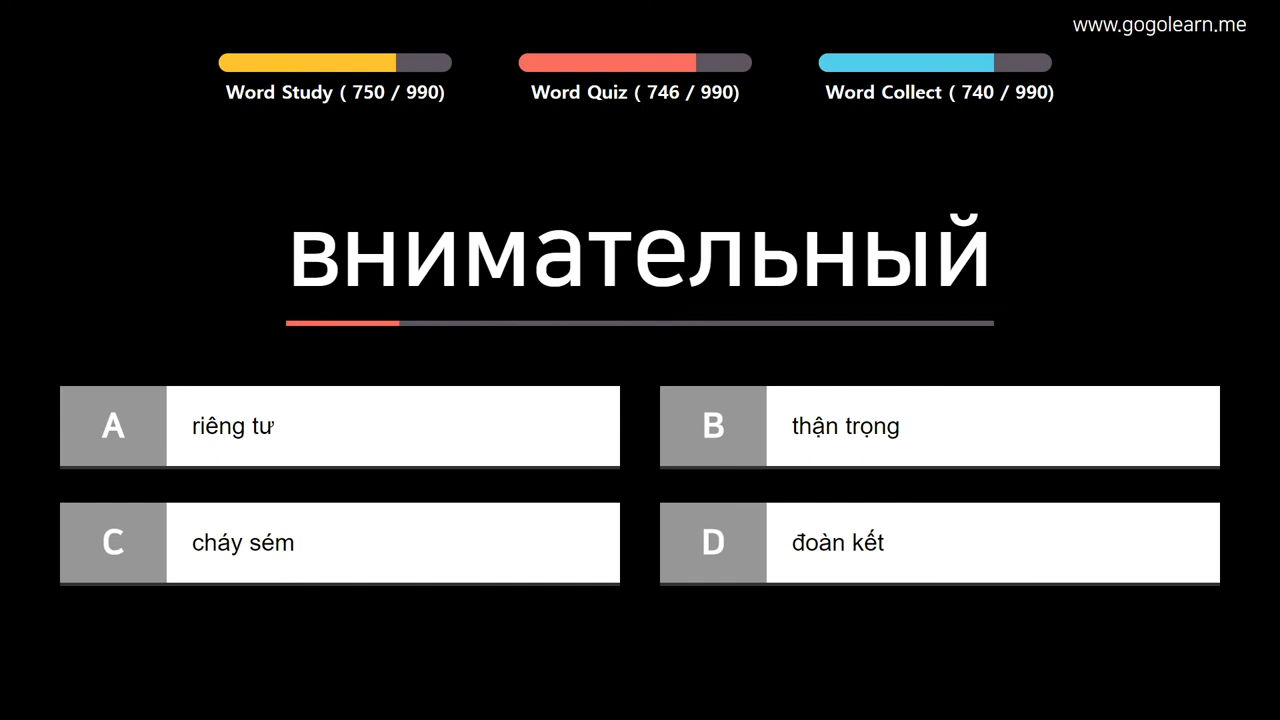 www.gogolearn.me
Word Study ( 750 / 990)
Word Quiz ( 746 / 990)
Word Collect ( 740 / 990)
внимательный
A riêng tư
B thận trọng
C cháy sém
D đoàn kết